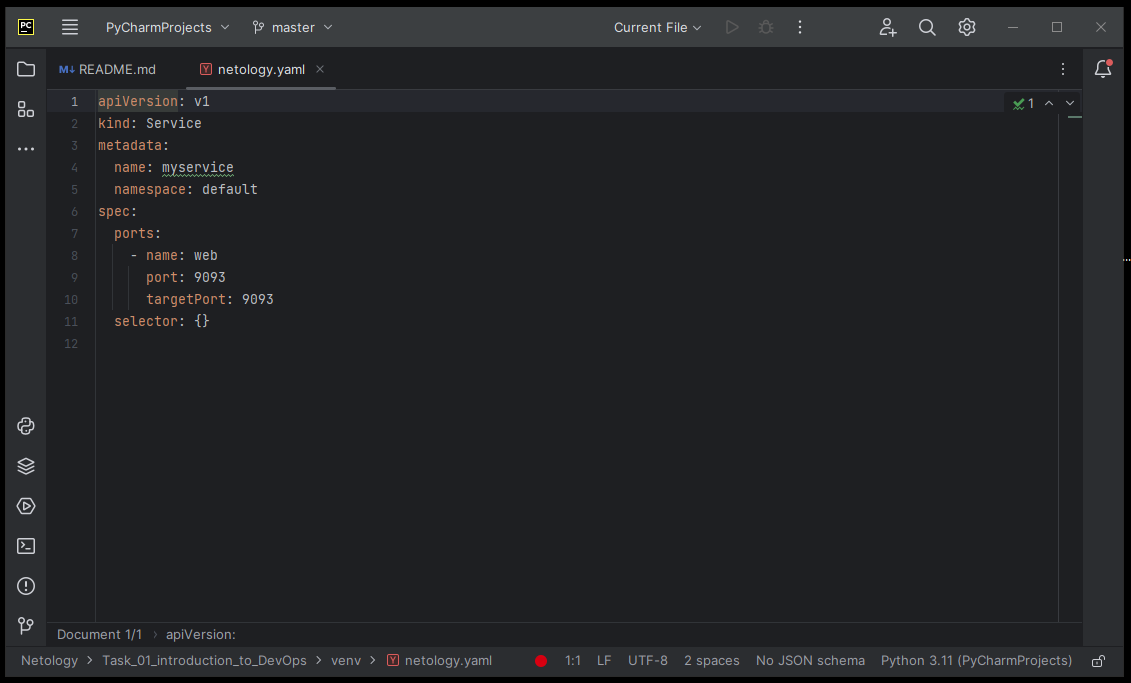 PC PyCharmProjects master Current File
M↓ README.md Y netology.yaml
1 apiVersion: v1
2 kind: Service
3 metadata:
4   name: myservice
5   namespace: default
6 spec:
7   ports:
8     - name: web
9       port: 9093
10       targetPort: 9093
11   selector: {}
12
1
Document 1/1 › apiVersion:
Netology > Task_01_introduction_to_DevOps > venv > Y netology.yaml 1:1 LF UTF-8 2 spaces No JSON schema Python 3.11 (PyCharmProjects)